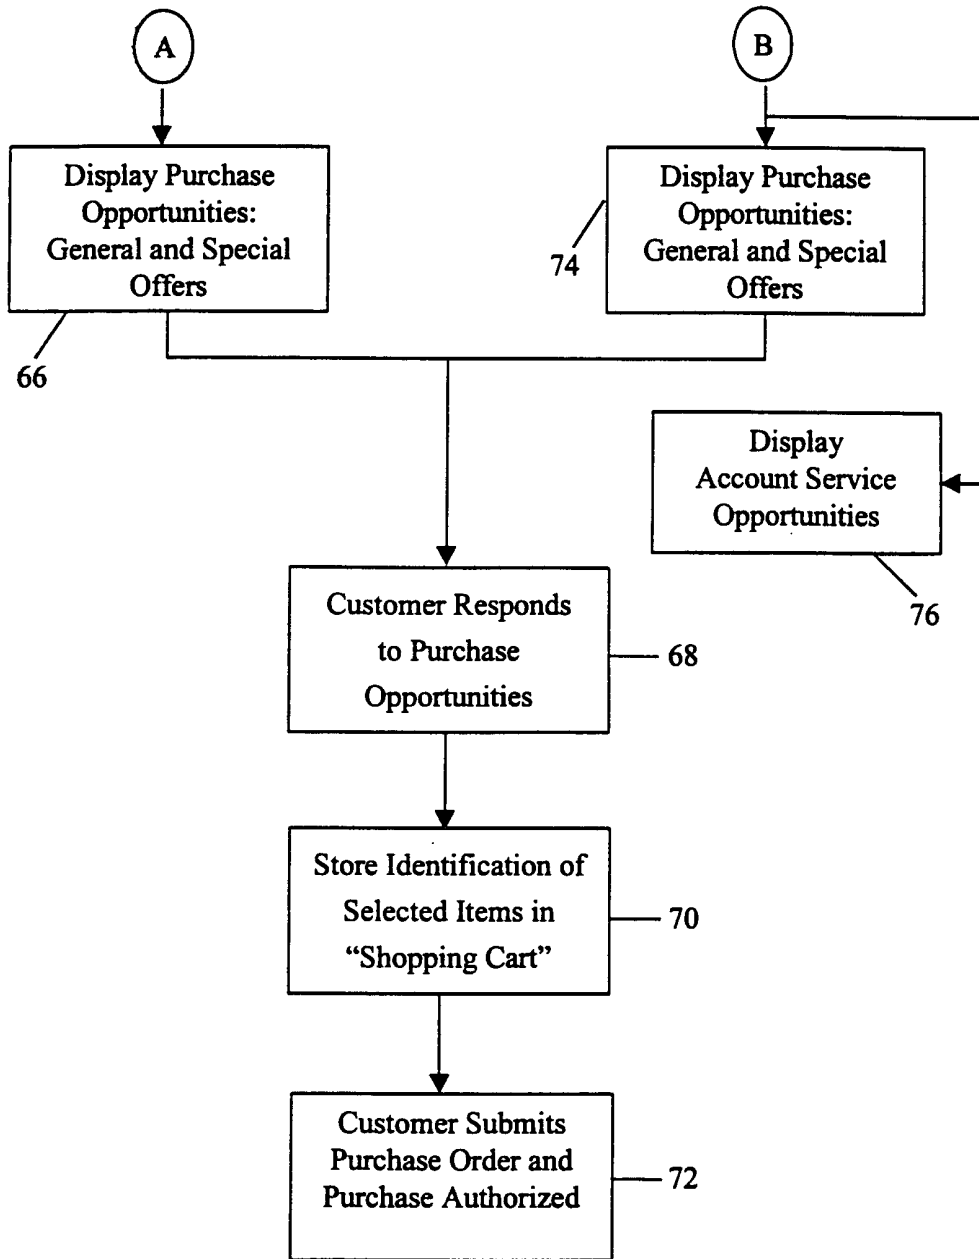 A
B
Display Purchase
Opportunities:
General and Special
Offers
66
Display Purchase
Opportunities:
General and Special
Offers
74
Display
Account Service
Opportunities
76
Customer Responds
to Purchase
Opportunities
68
Store Identification of
Selected Items in
“Shopping Cart”
70
Customer Submits
Purchase Order and
Purchase Authorized
72